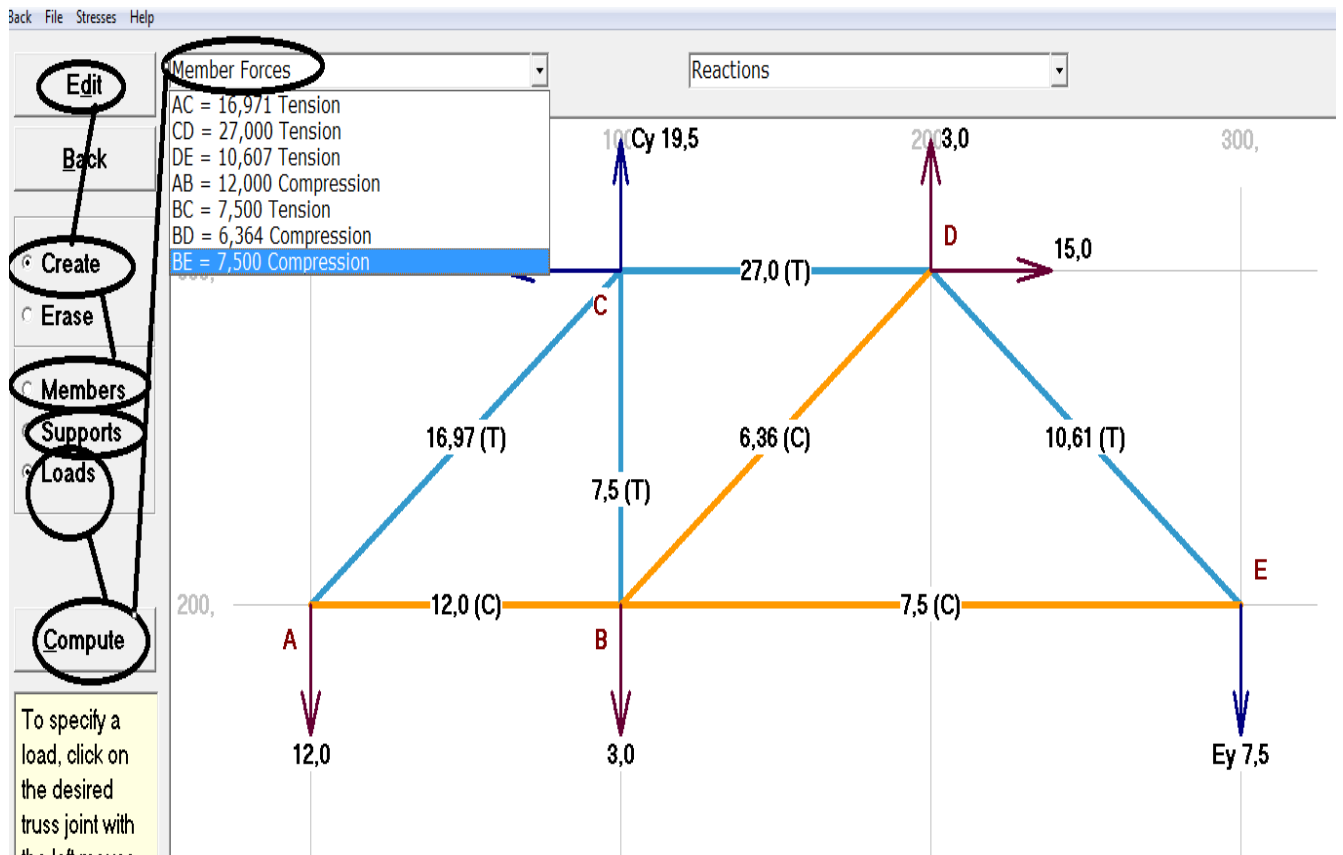 Back File Stresses Help
Edit
Back
Create
Erase
Members
Supports
Loads
Compute
To specify a
load, click on
the desired
truss joint with
Member Forces
AC = 16,971 Tension
CD = 27,000 Tension
DE = 10,607 Tension
AB = 12,000 Compression
BC = 7,500 Tension
BD = 6,364 Compression
BE = 7,500 Compression
Reactions
100 Cy 19,5
200 3,0
300,
D
15,0
27,0 (T)
C
16,97 (T)
6,36 (C)
10,61 (T)
7,5 (T)
E
200,
12,0 (C)
7,5 (C)
A
B
12,0
3,0
Ey 7,5